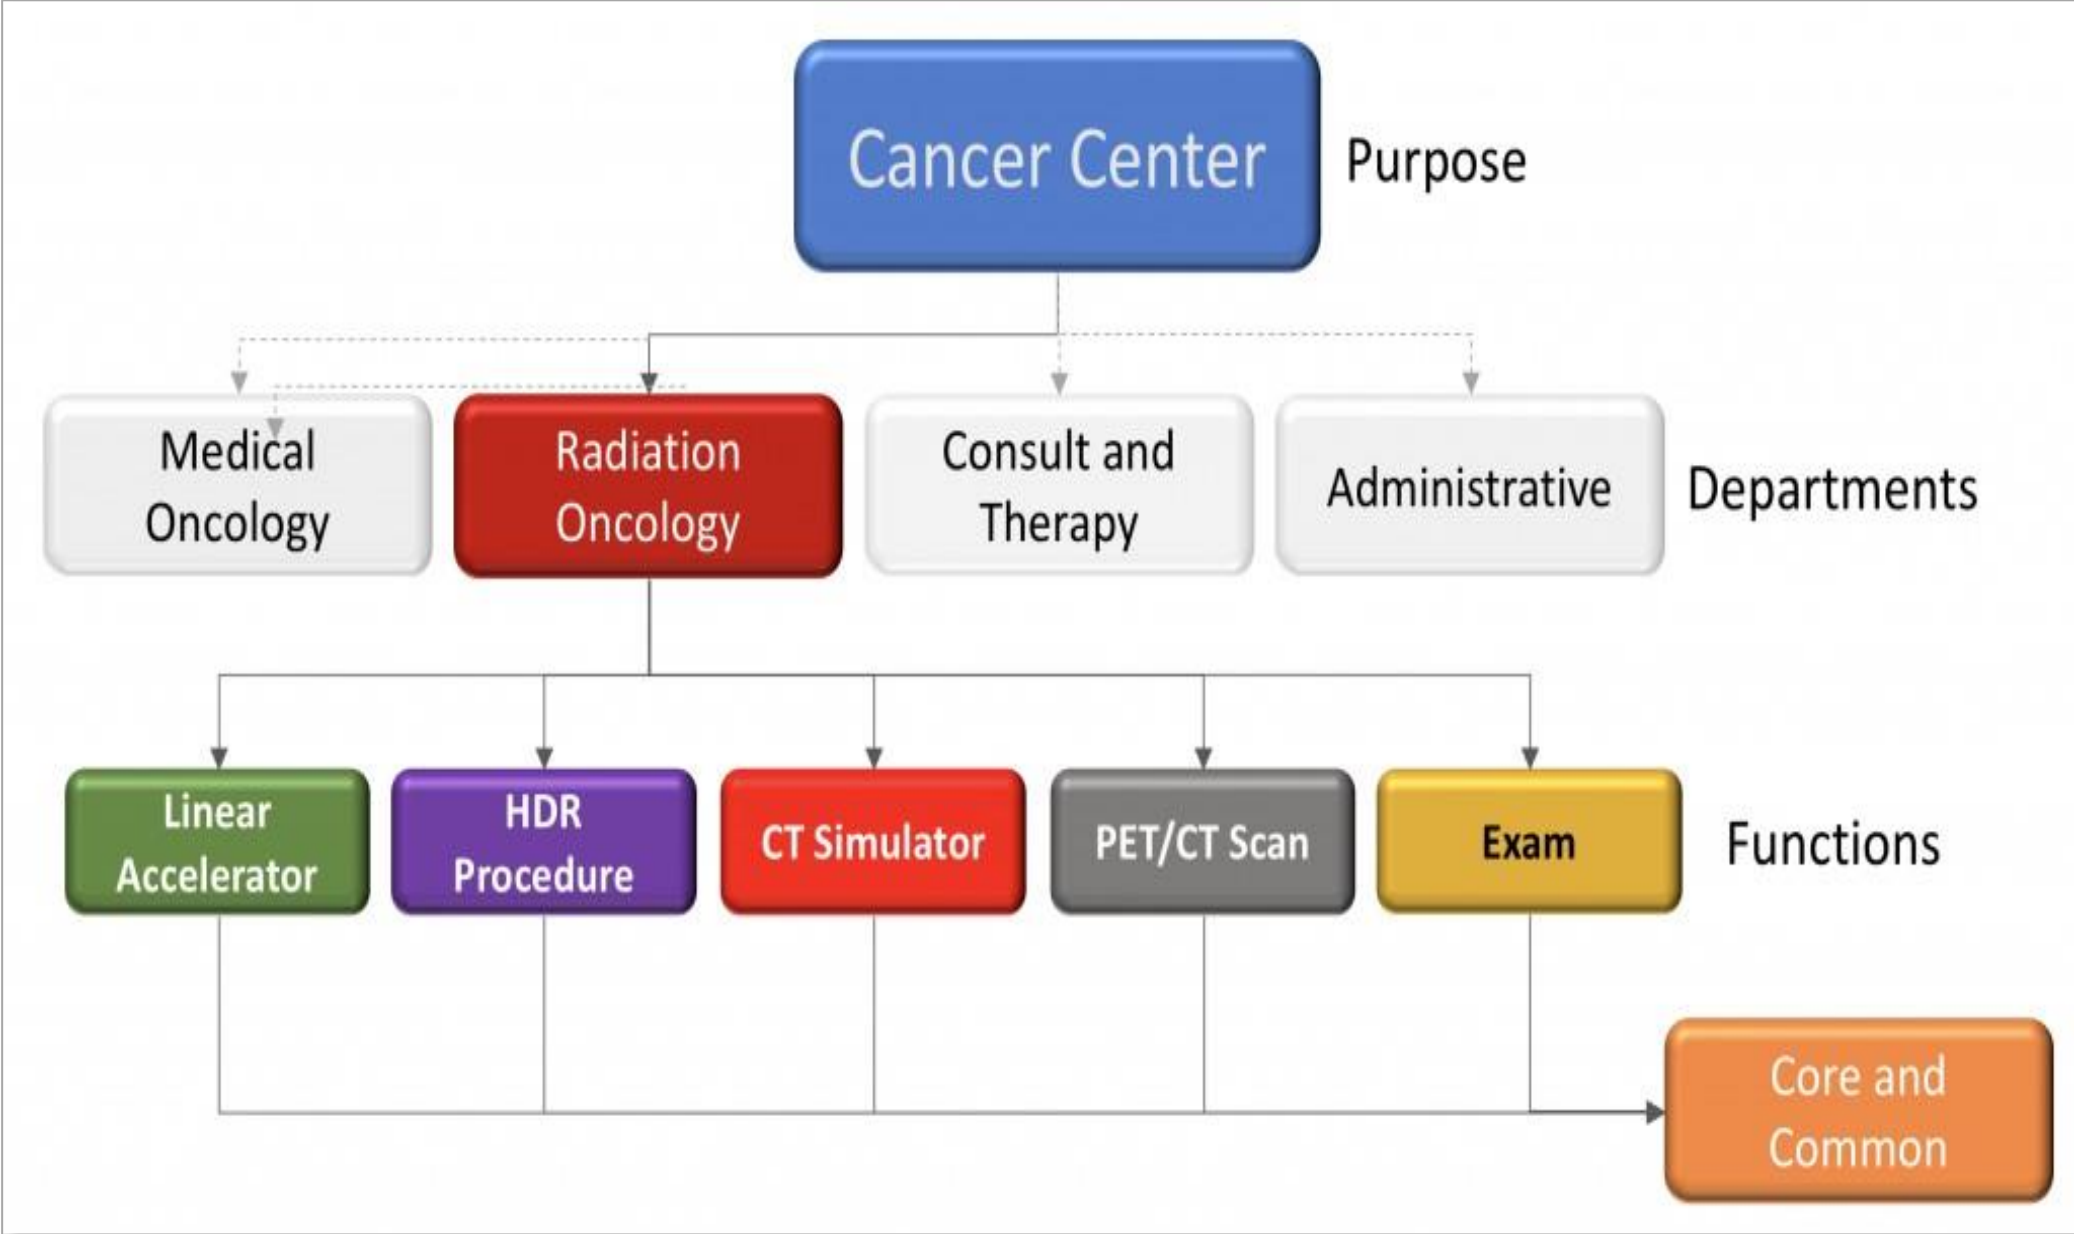 Cancer Center
Purpose
Medical
Oncology
Radiation
Oncology
Consult and
Therapy
Administrative
Departments
Linear
Accelerator
HDR
Procedure
CT Simulator
PET/CT Scan
Exam
Functions
Core and
Common